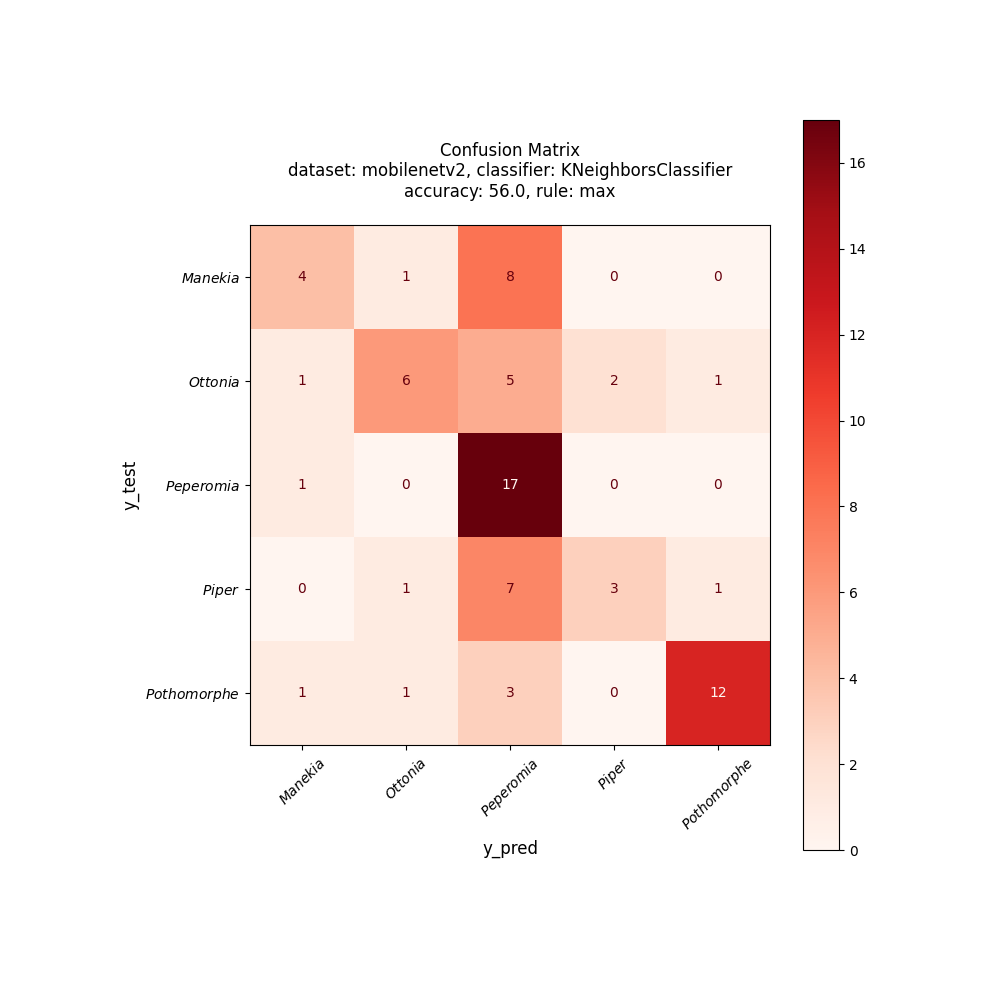 Confusion Matrix
dataset: mobilenetv2, classifier: KNeighborsClassifier
accuracy: 56.0, rule: max
y_test
Manekia 4 1 8 0 0
Ottonia 1 6 5 2 1
Peperomia 1 0 17 0 0
Piper 0 1 7 3 1
Pothomorphe 1 1 3 0 12
Manekia Ottonia Peperomia Piper Pothomorphe
y_pred
16
14
12
10
8
6
4
2
0